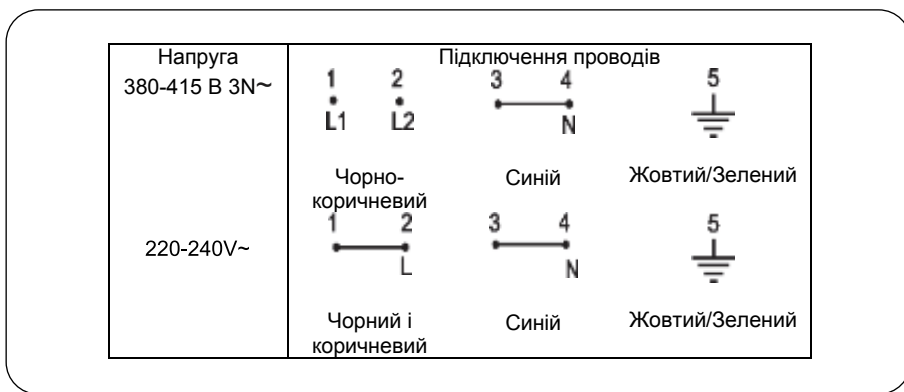 Напруга
Підключення проводів
380-415 В 3N~
1 2 3 4 5
L1 L2 N
Чорно-
коричневий
Синій
Жовтий/Зелений
220-240V~
1 2 3 4 5
L N
Чорний і
коричневий
Синій
Жовтий/Зелений